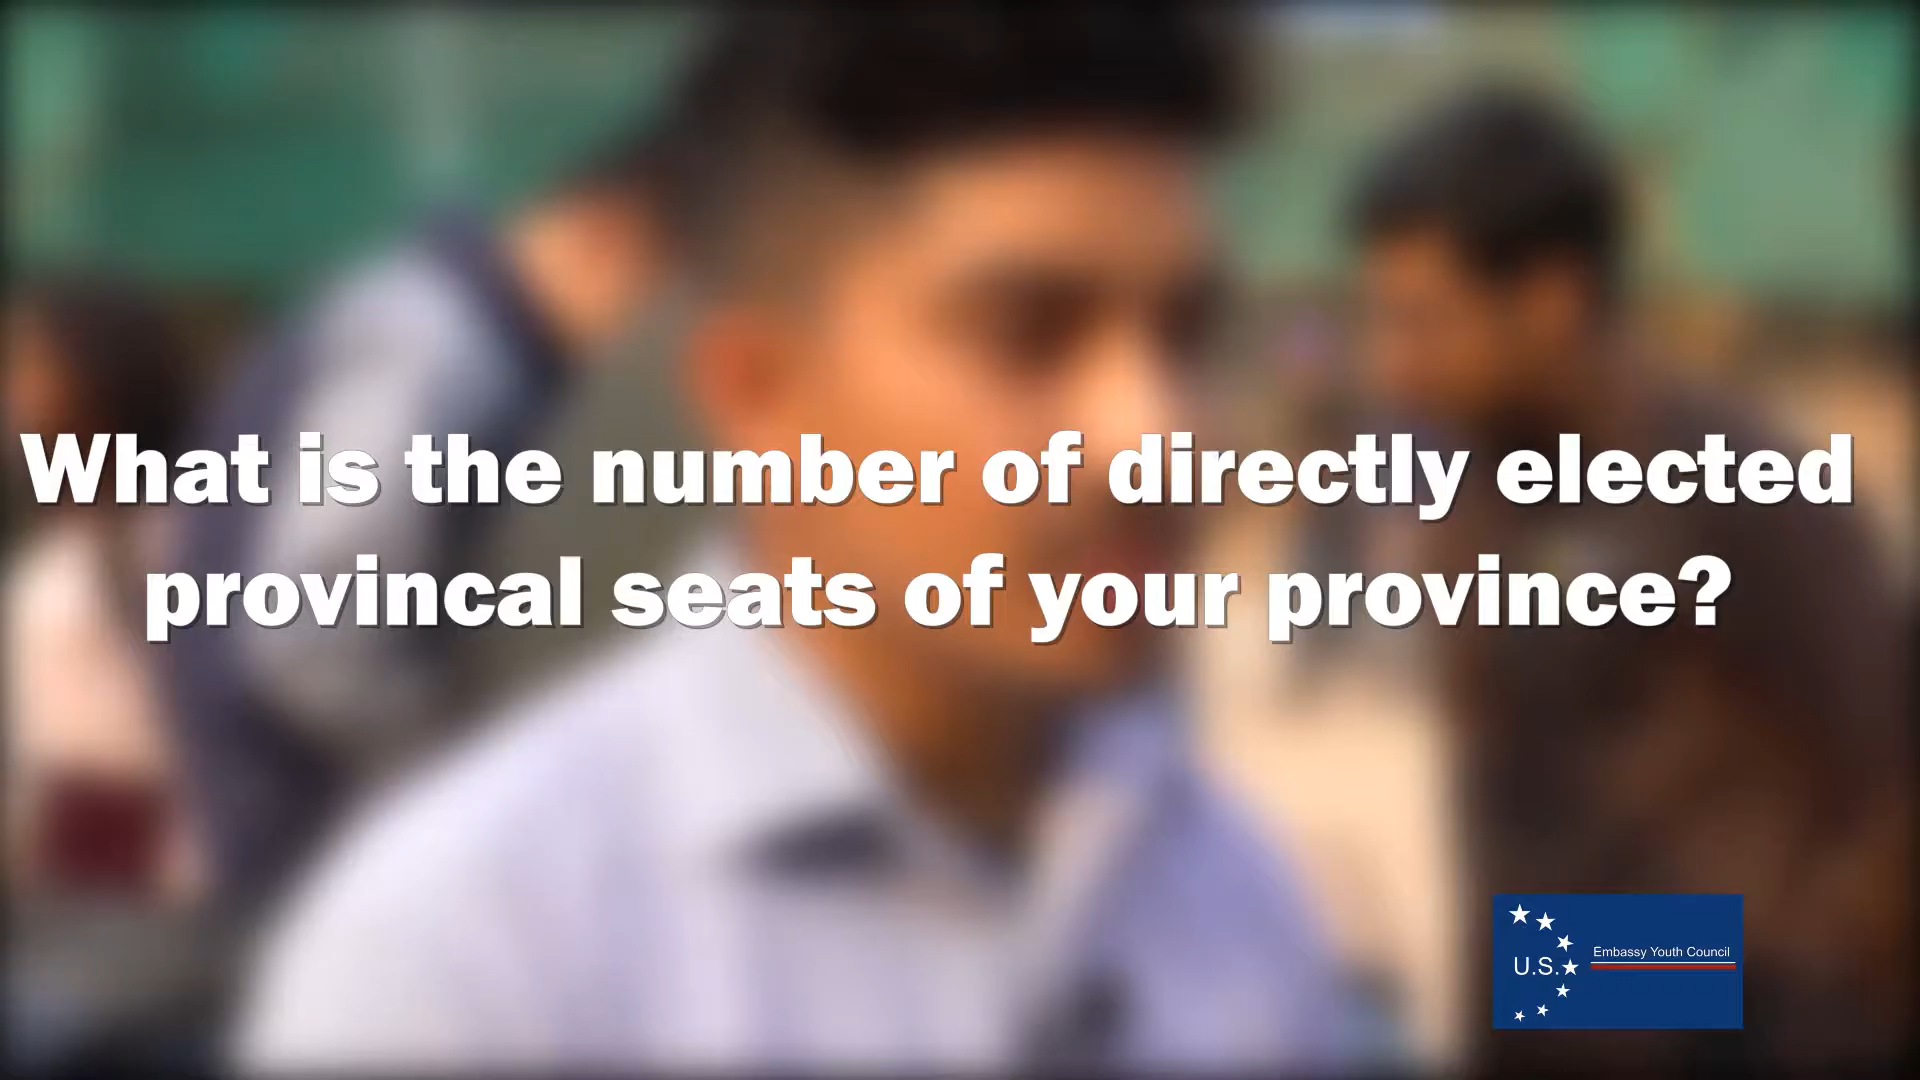 What is the number of directly elected
provincal seats of your province?
U.S.
Embassy Youth Council